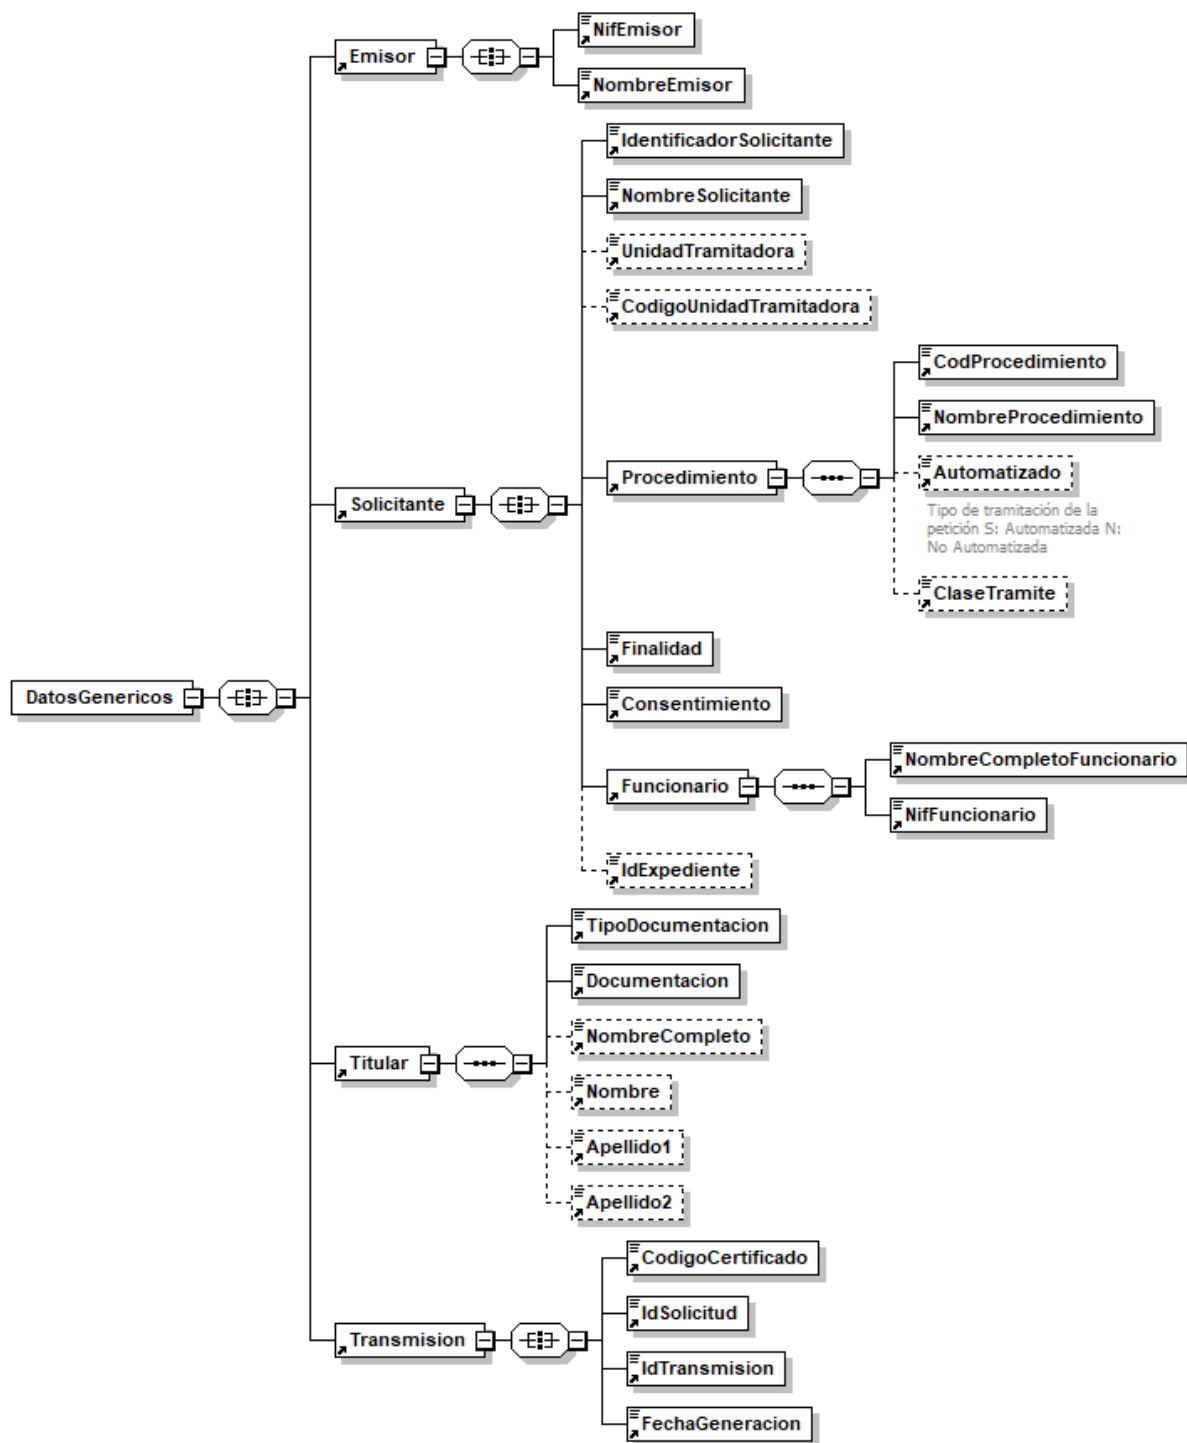 NifEmisor
Emisor
NombreEmisor
IdentificadorSolicitante
NombreSolicitante
UnidadTramitadora
CodigoUnidadTramitadora
CodProcedimiento
NombreProcedimiento
Procedimiento
Automatizado
Tipo de tramitación de la
petición S: Automatizada N:
No Automatizada
Solicitante
ClaseTramite
Finalidad
DatosGenericos
Consentimiento
NombreCompletoFuncionario
Funcionario
NifFuncionario
IdExpediente
TipoDocumentacion
Documentacion
NombreCompleto
Titular
Nombre
Apellido1
Apellido2
CodigoCertificado
IdSolicitud
Transmision
IdTransmision
FechaGeneracion